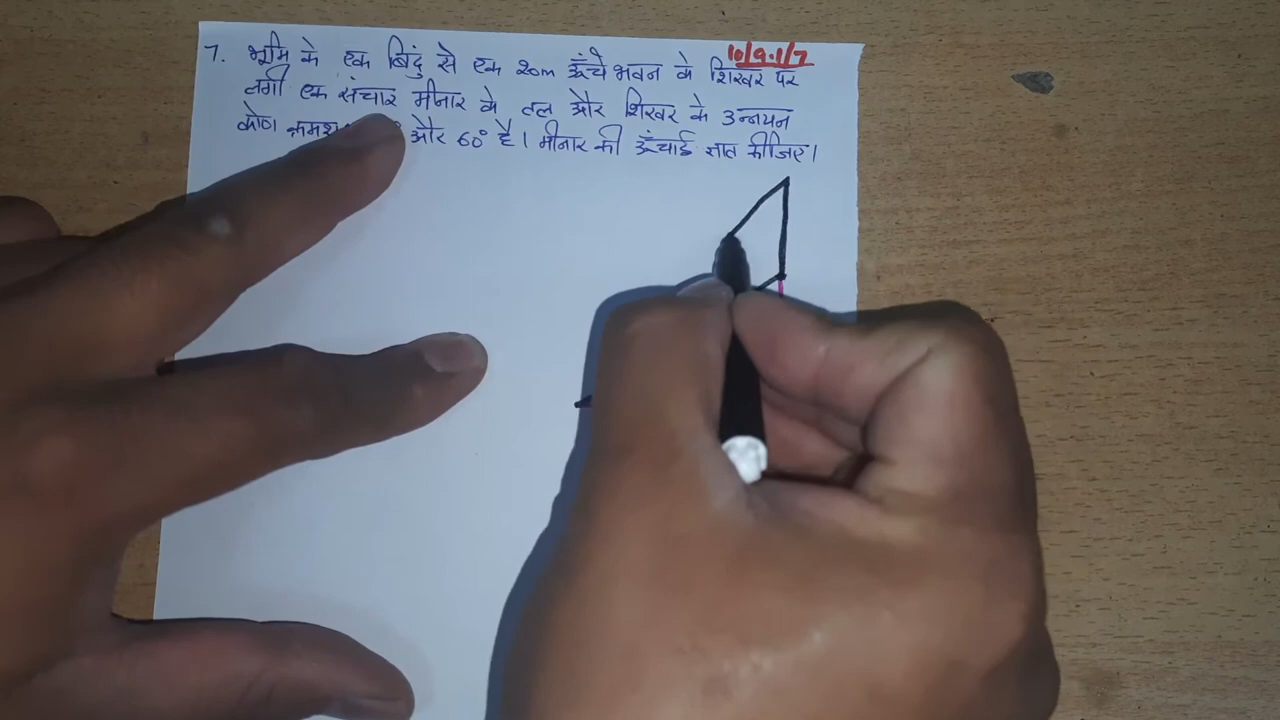 10/9.1/7
7. भूमि के एक बिंदु से एक 20m ऊँचे भवन के शिखर पर
लगी एक संचार मीनार के तल और शिखर के उन्नयन
कोण और 60° है। मीनार की ऊँचाई ज्ञात कीजिए।